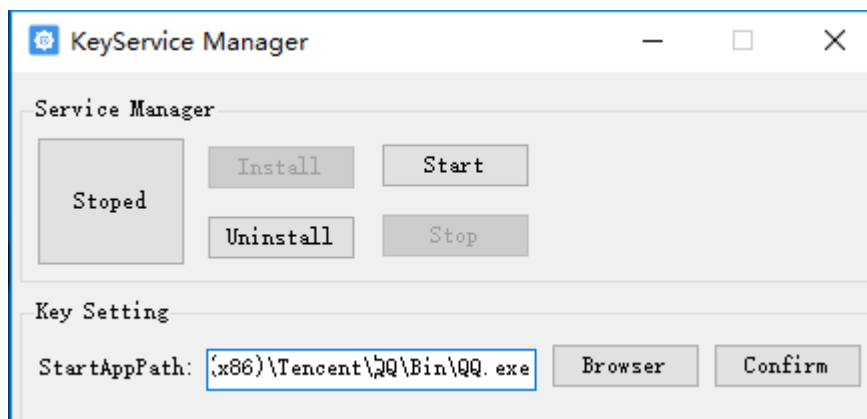 KeyService Manager
Service Manager
Stoped
Install
Start
Uninstall
Stop
Key Setting
StartAppPath: (x86)\Tencent\QQ\Bin\QQ.exe Browser Confirm